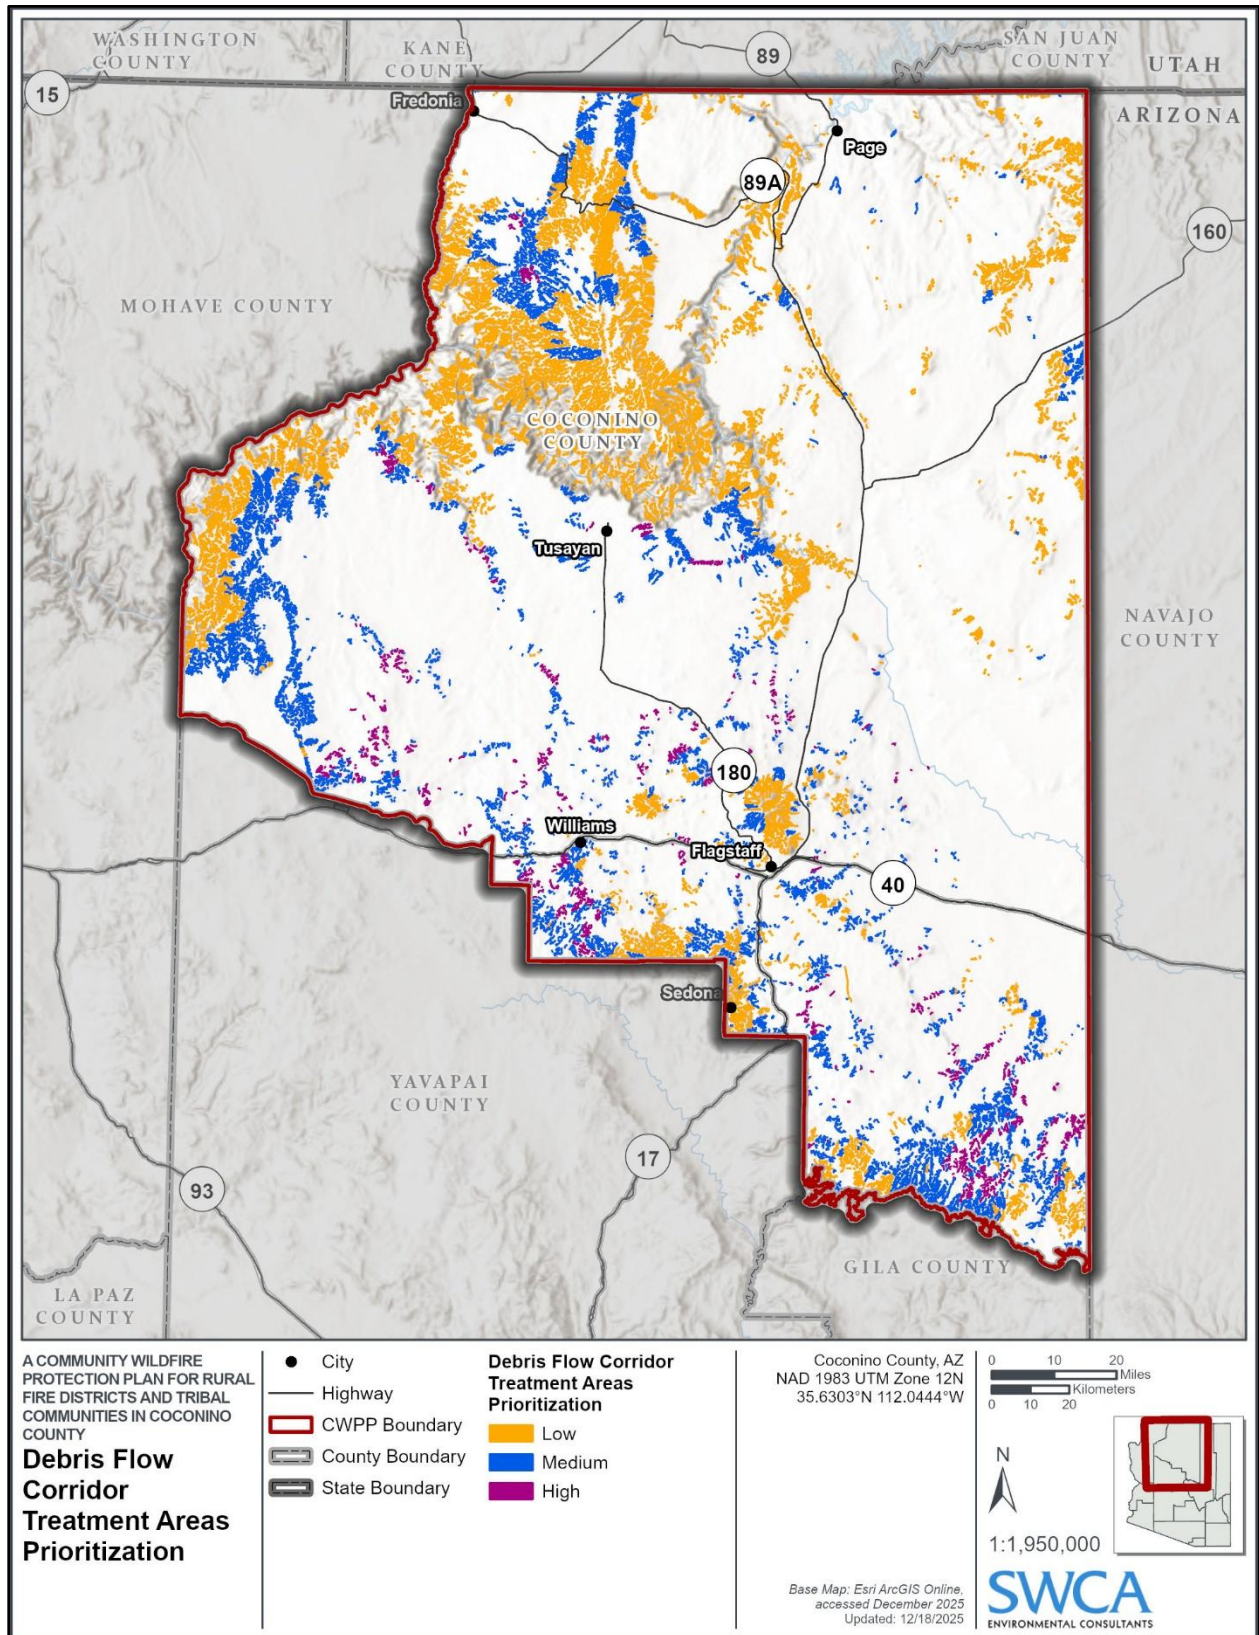 WASHINGTON
COUNTY
KANE
COUNTY
89
SAN JUAN
COUNTY
UTAH
15
Fredonia
ARIZONA
Page
89A
160
MOHAVE COUNTY
COCONINO
COUNTY
Tusayan
NAVAJO
COUNTY
180
Williams
Flagstaff
40
Sedona
YAVAPAI
COUNTY
17
93
GILA COUNTY
LA PAZ
COUNTY
A COMMUNITY WILDFIRE
PROTECTION PLAN FOR RURAL
FIRE DISTRICTS AND TRIBAL
COMMUNITIES IN COCONINO
COUNTY
Debris Flow
Corridor
Treatment Areas
Prioritization
City
Highway
CWPP Boundary
County Boundary
State Boundary
Debris Flow Corridor
Treatment Areas
Prioritization
Low
Medium
High
Coconino County, AZ
NAD 1983 UTM Zone 12N
35.6303°N 112.0444°W
Base Map: Esri ArcGIS Online,
accessed December 2025
Updated: 12/18/2025
0 10 20
Miles
Kilometers
0 10 20
N
1:1,950,000
SWCA
ENVIRONMENTAL CONSULTANTS